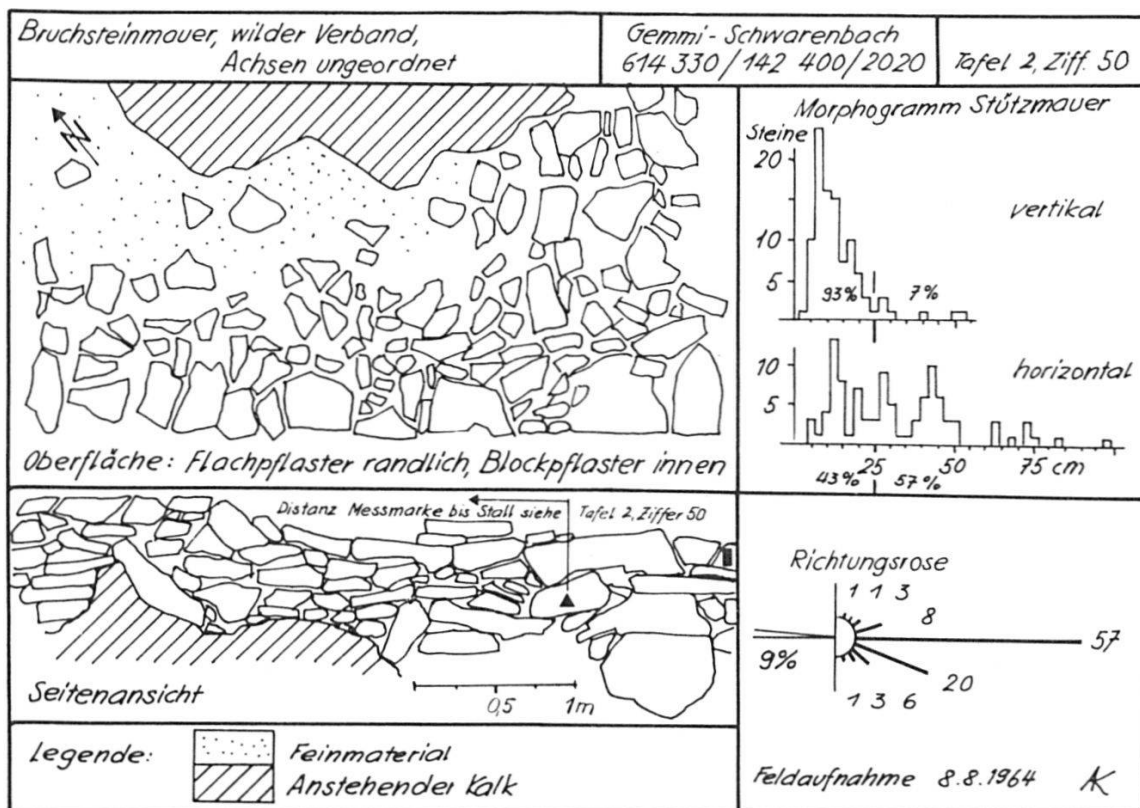 Bruchsteinmauer, wilder Verband,
Achsen ungeordnet
Gemmi - Schwarenbach
614 330 / 142 400 / 2020
Tafel 2, Ziff. 50
N
Oberfläche: Flachpflaster randlich, Blockpflaster innen
Morphogramm Stützmauer
Steine
20
10
5
vertikal
93% 7%
10
5
horizontal
25 50 75 cm
43% 57%
Distanz Messmarke bis Stall siehe Tafel 2, Ziffer 50
Seitenansicht
0,5 1m
Richtungsrose
1 1 3
8
57
9%
20
1 3 6
Legende:
Feinmaterial
Anstehender Kalk
Feldaufnahme 8.8.1964 AK